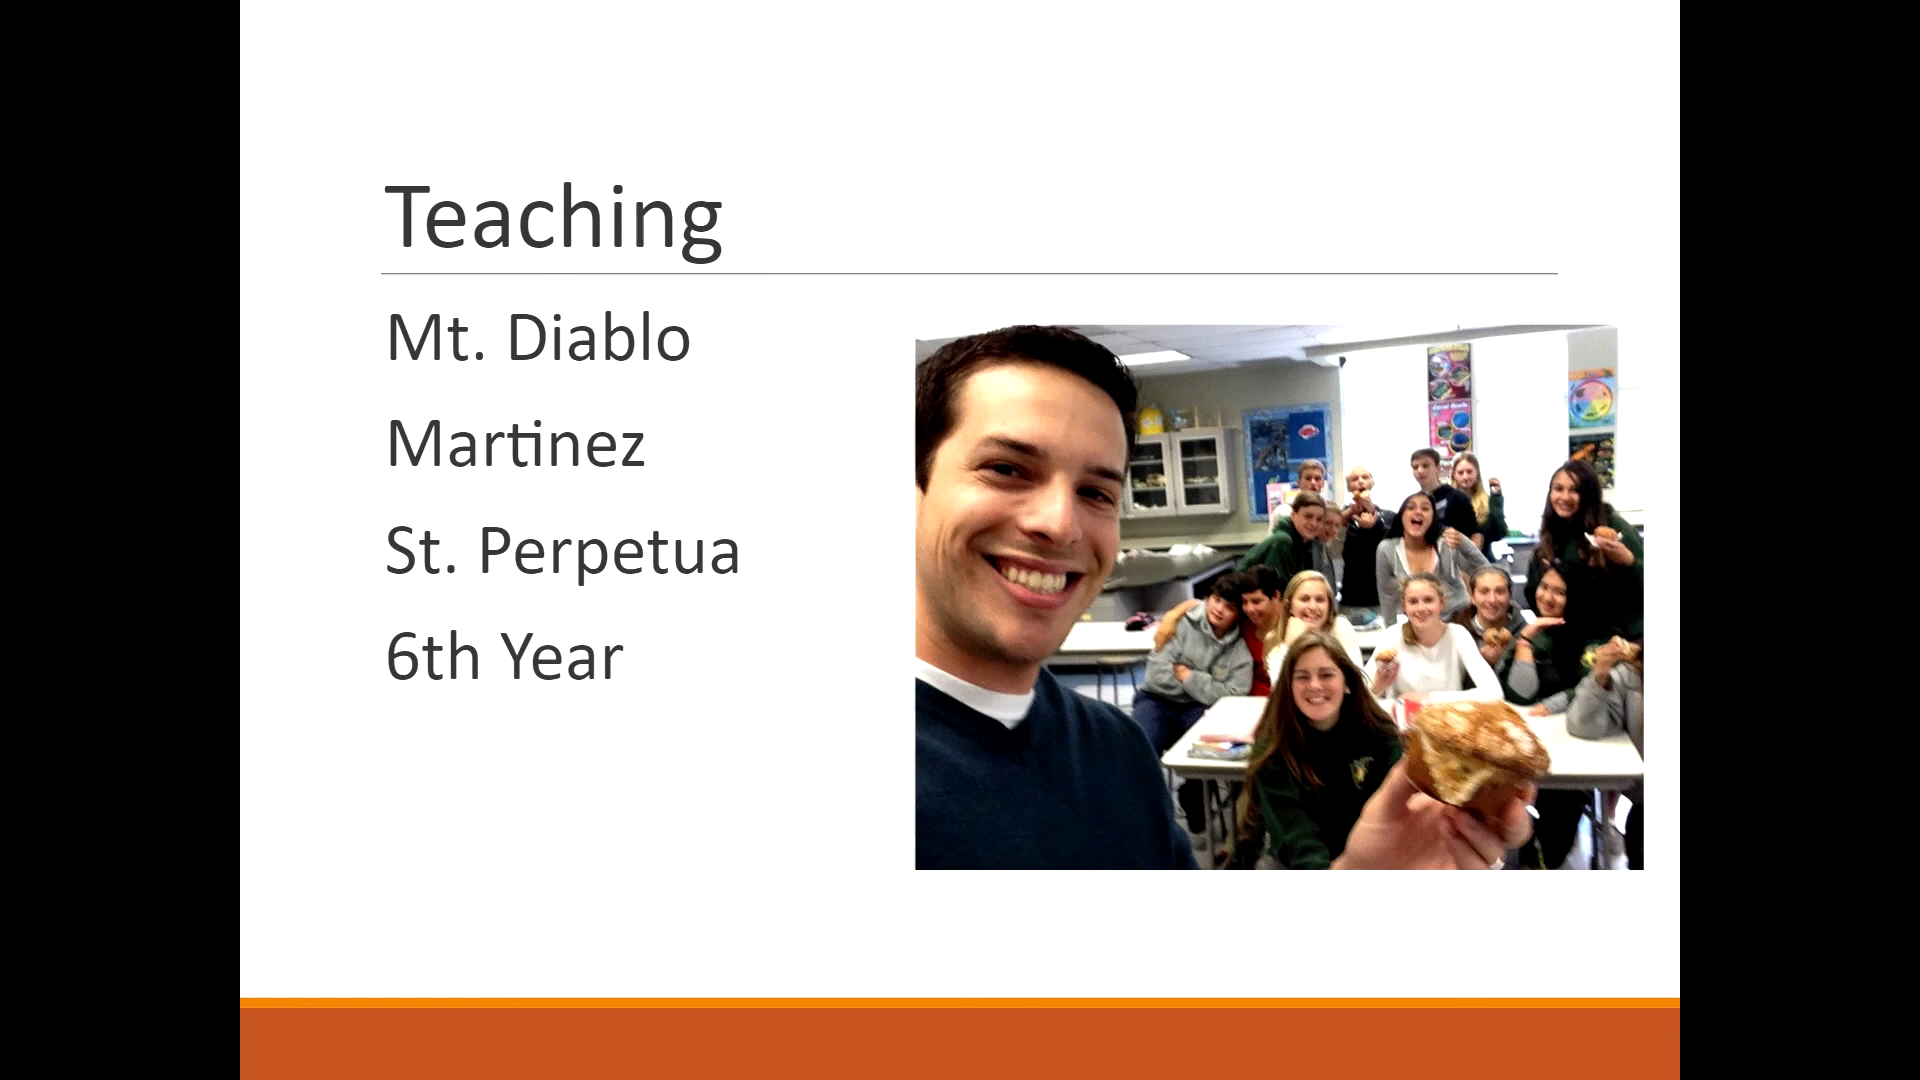 Teaching
Mt. Diablo
Martinez
St. Perpetua
6th Year